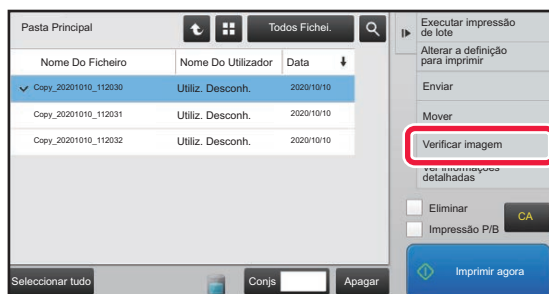 Pasta Principal
Todos Fichei.
Nome Do Ficheiro Nome Do Utilizador Data
Copy_20201010_112030 Utiliz. Desconh. 2020/10/10
Copy_20201010_112031 Utiliz. Desconh. 2020/10/10
Copy_20201010_112032 Utiliz. Desconh. 2020/10/10
Seleccionar tudo
Conjs
Apagar
Executar impressão
de lote
Alterar a definição
para imprimir
Enviar
Mover
Verificar imagem
Ver informações
detalhadas
Eliminar
Impressão P/B
CA
Imprimir agora